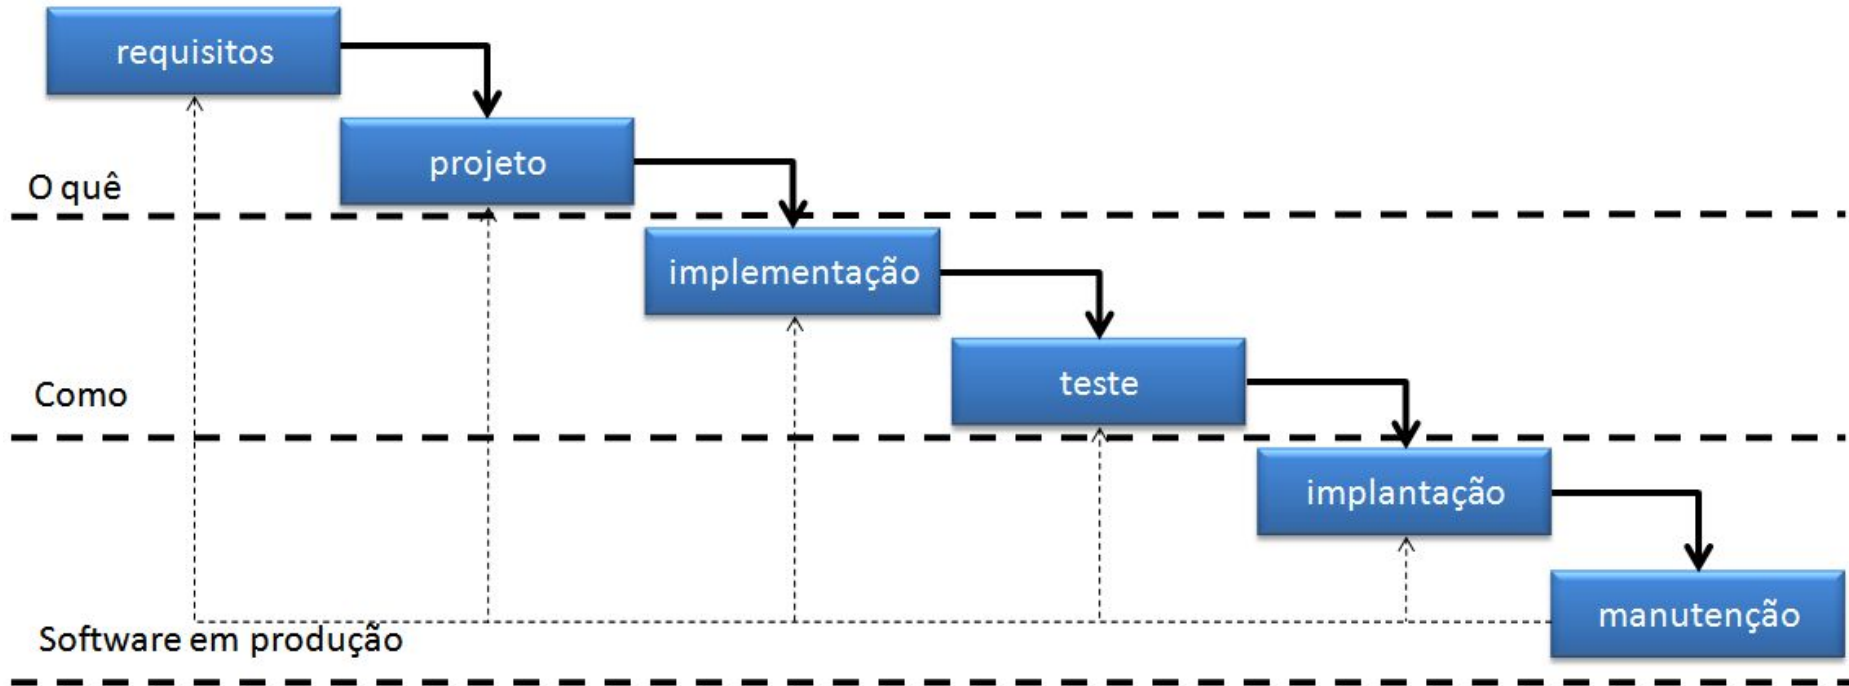 requisitos
projeto
O quê
implementação
teste
Como
implantação
manutenção
Software em produção